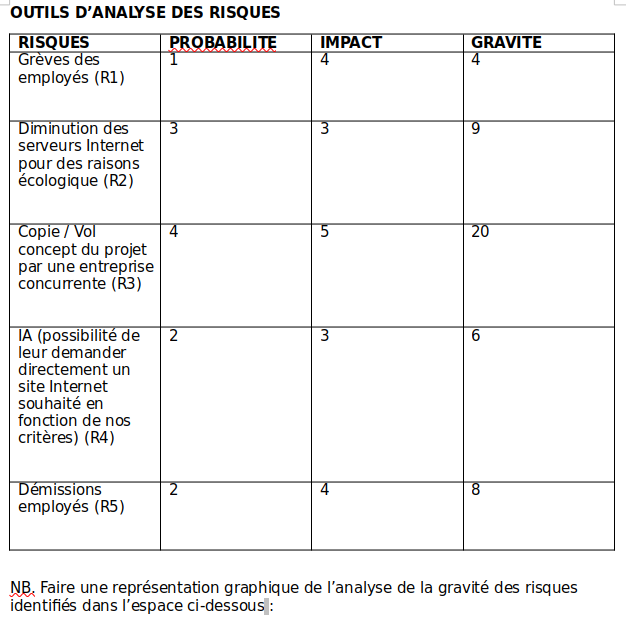 OUTILS D’ANALYSE DES RISQUES
RISQUES PROBABILITE IMPACT GRAVITE
Grèves des 1 4 4
employés (R1)
Diminution des 3 3 9
serveurs Internet
pour des raisons
écologique (R2)
Copie / Vol 4 5 20
concept du projet
par une entreprise
concurrente (R3)
IA (possibilité de 2 3 6
leur demander
directement un
site Internet
souhaité en
fonction de nos
critères) (R4)
Démissions 2 4 8
employés (R5)
NB. Faire une représentation graphique de l’analyse de la gravité des risques
identifiés dans l’espace ci-dessous :